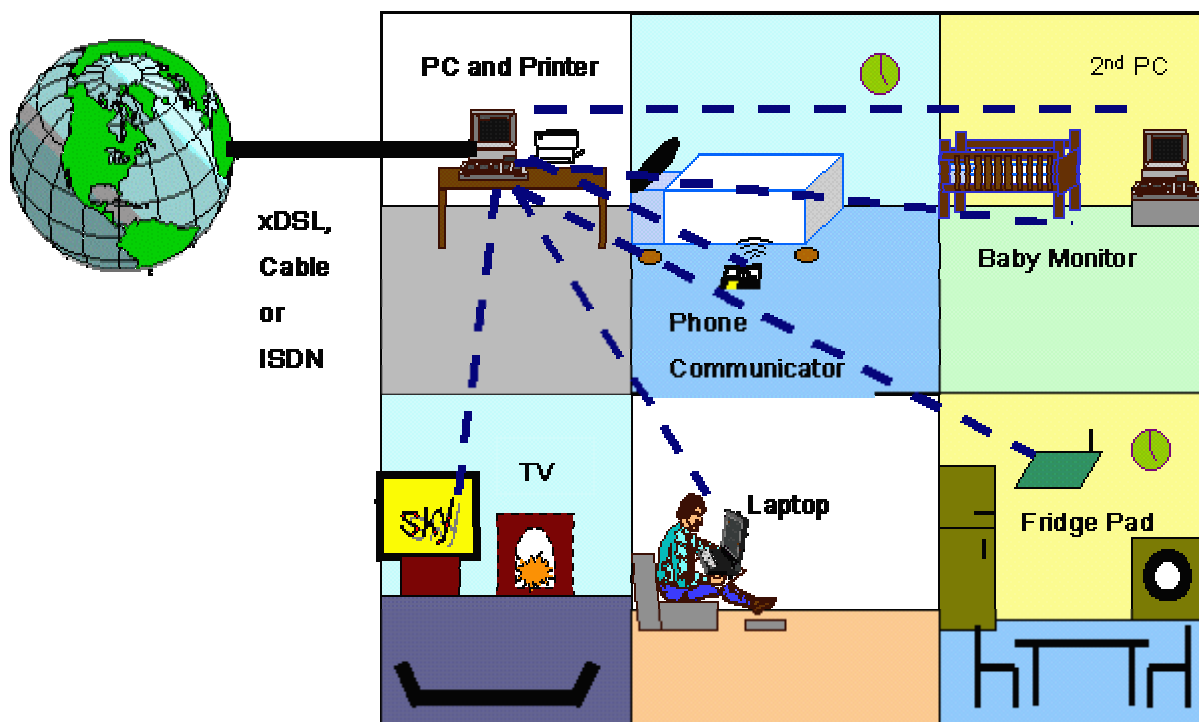 PC and Printer
2nd PC
xDSL,
Cable
or
ISDN
Baby Monitor
Phone
Communicator
TV
sky
Laptop
Fridge Pad